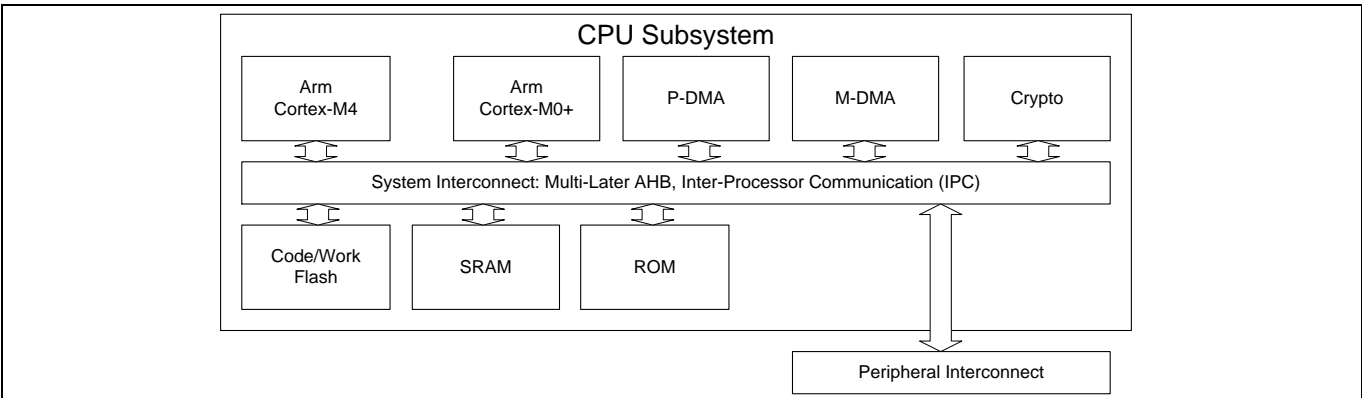 CPU Subsystem
Arm
Cortex-M4
Arm
Cortex-M0+
P-DMA
M-DMA
Crypto
System Interconnect: Multi-Later AHB, Inter-Processor Communication (IPC)
Code/Work
Flash
SRAM
ROM
Peripheral Interconnect